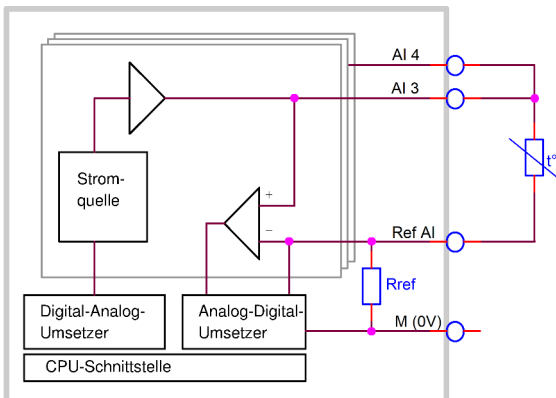 AI 4
AI 3
Strom-
quelle
+
−
t°
Ref AI
Rref
Digital-Analog-
Umsetzer
Analog-Digital-
Umsetzer
M (0V)
CPU-Schnittstelle